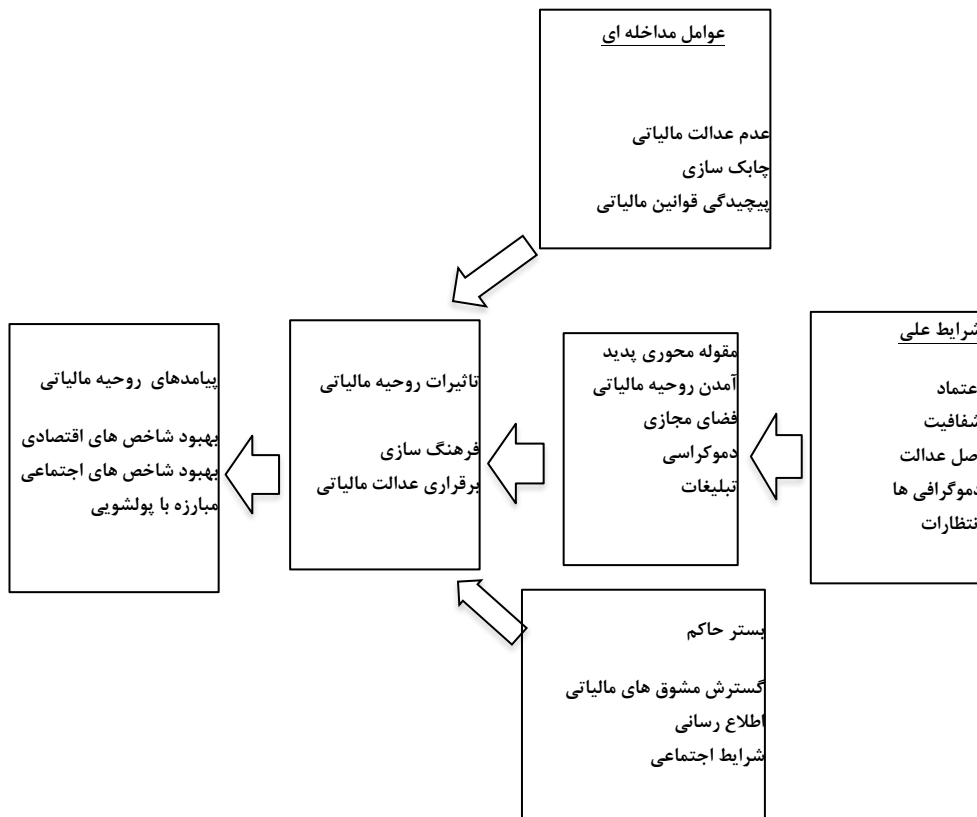 عوامل مداخله ای
عدم عدالت مالیاتی
چابک سازی
پیچیدگی قوانین مالیاتی
شرایط علی
عتماد
شفافیت
صل عدالت
دموگرافی ها
نتظارات
مقوله محوری پدید
آمدن روحیه مالیاتی
فضای مجازی
دموکراسی
تبلیغات
تاثیرات روحیه مالیاتی
فرهنگ سازی
برقراری عدالت مالیاتی
پیامدهای روحیه مالیاتی
بهبود شاخص های اقتصادی
بهبود شاخص های اجتماعی
مبارزه با پولشویی
بستر حاکم
گسترش مشوق های مالیاتی
اطلاع رسانی
شرایط اجتماعی